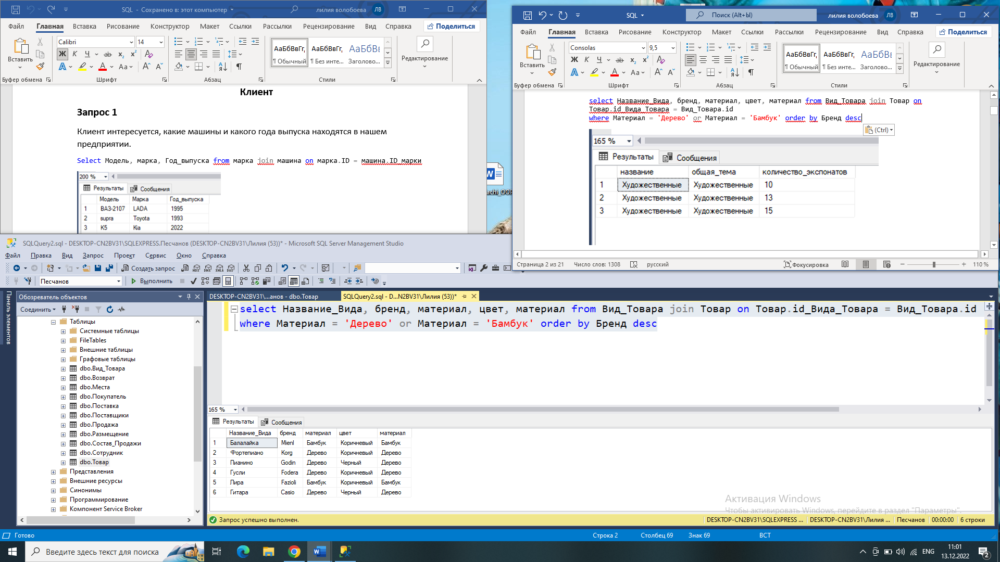 SQL - Сохранено в: этот компьютер
лилия волобоева
ЛВ
Файл Главная Вставка Рисование Конструктор Макет Ссылки Рассылки Рецензирование Вид Справка Поделиться
Calibri 14
Вставить
Ж К Ч ab x₂ x²
А А Aa А А
АаБбВвГг, АаБбВвГг, АаБбВв
¶ Обычный ¶ Без инте... Заголово...
Редактирование
Буфер обмена Шрифт Абзац Стили
Клиент
Запрос 1
Клиент интересуется, какие машины и какого года выпуска находятся в нашем
предприятии.
Select Модель, марка, Год_выпуска from марка join машина on марка.ID = машина.ID_марки
200 %
Результаты Сообщения
Модель Марка Год_выпуска
1 ВАЗ-2107 LADA 1995
2 supra Toyota 1993
3 K5 Kia 2022
SQL
Поиск (Alt+Ы)
лилия волобоева
ЛВ
Файл Главная Вставка Рисование Конструктор Макет Ссылки Рассылки Рецензирование Вид Справка Поделиться
Consolas 9,5
Вставить
Ж К Ч ab x₂ x²
А А Aa А А
АаБбВвГг, АаБбВвГг, АаБбВв
¶ Обычный ¶ Без инте... Заголово...
Редактирование
Буфер обмена Шрифт Абзац Стили
select Название_Вида, бренд, материал, цвет, материал from Вид_Товара join Товар on
Товар.id_Вида_Товара = Вид_Товара.id
where Материал = 'Дерево' or Материал = 'Бамбук' order by Бренд desc
(Ctrl)
165 %
Результаты Сообщения
название общая_тема количество_экспонатов
1 Художественные Художественные 10
2 Художественные Художественные 13
3 Художественные Художественные 15
Страница 2 из 21 Число слов: 1308 русский Фокусировка 110 %
achi_OOP
SQLQuery2.sql - DESKTOP-CN2BV31\SQLEXPRESS.Песчанов (DESKTOP-CN2BV31\Лилия (53))* - Microsoft SQL Server Management Studio
Файл Правка Вид Запрос Проект Сервис Окно Справка
Создать запрос MDX DMX XMLA DAX
Песчанов Выполнить
Панель элементов
Обозреватель объектов
Соединить
Таблицы
Системные таблицы
FileTables
Внешние таблицы
Графовые таблицы
dbo.Вид_Товара
dbo.Возврат
dbo.Места
dbo.Покупатель
dbo.Поставка
dbo.Поставщики
dbo.Продажа
dbo.Размещение
dbo.Состав_Продажи
dbo.Сотрудник
dbo.Товар
Представления
Внешние ресурсы
Синонимы
Программирование
Компонент Service Broker
DESKTOP-CN2BV31\...анов - dbo.Товар SQLQuery2.sql - D...N2BV31\Лилия (53))*
select Название_Вида, бренд, материал, цвет, материал from Вид_Товара join Товар on Товар.id_Вида_Товара = Вид_Товара.id
where Материал = 'Дерево' or Материал = 'Бамбук' order by Бренд desc
165 %
Результаты Сообщения
Название_Вида бренд материал цвет материал
1 Балалайка Mienl Бамбук Коричневый Бамбук
2 Фортепиано Korg Дерево Коричневый Дерево
3 Пианино Godin Дерево Черный Дерево
4 Гусли Fodera Дерево Коричневый Дерево
5 Лира Fazioli Бамбук Коричневый Бамбук
6 Гитара Casio Дерево Черный Дерево
Активация Windows
Чтобы активировать Windows, перейдите в раздел "Параметры".
Запрос успешно выполнен. DESKTOP-CN2BV31\SQLEXPRESS ... DESKTOP-CN2BV31\Лилия ... Песчанов 00:00:00 6 строки
Готово Строка 2 Столбец 69 Знак 69 ВСТ
Введите здесь текст для поиска
ENG
11:01
13.12.2022
2